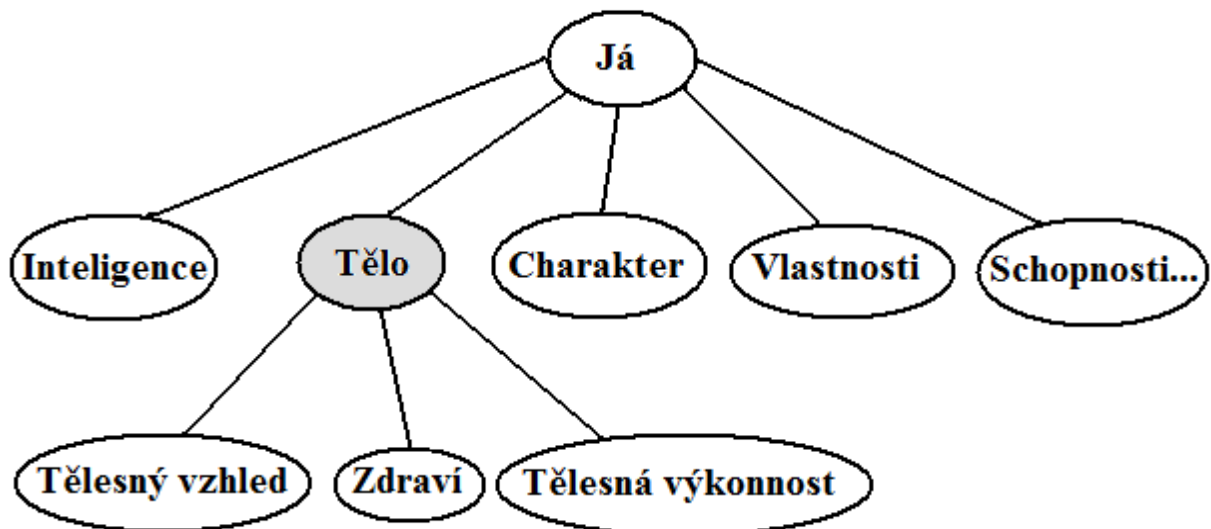 Já
Inteligence
Tělo
Charakter
Vlastnosti
Schopnosti...
Tělesný vzhled
Zdraví
Tělesná výkonnost